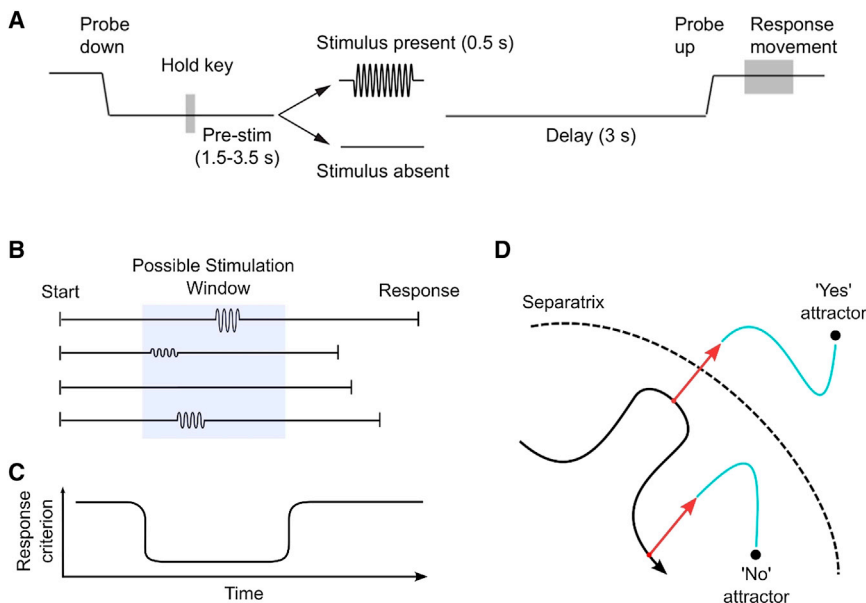 A
Probe
down
Hold key
Pre-stim
(1.5-3.5 s)
Stimulus present (0.5 s)
Stimulus absent
Delay (3 s)
Probe
up
Response
movement
B
Possible Stimulation
Window
Start
Response
C
Response
criterion
Time
D
Separatrix
'Yes'
attractor
'No'
attractor